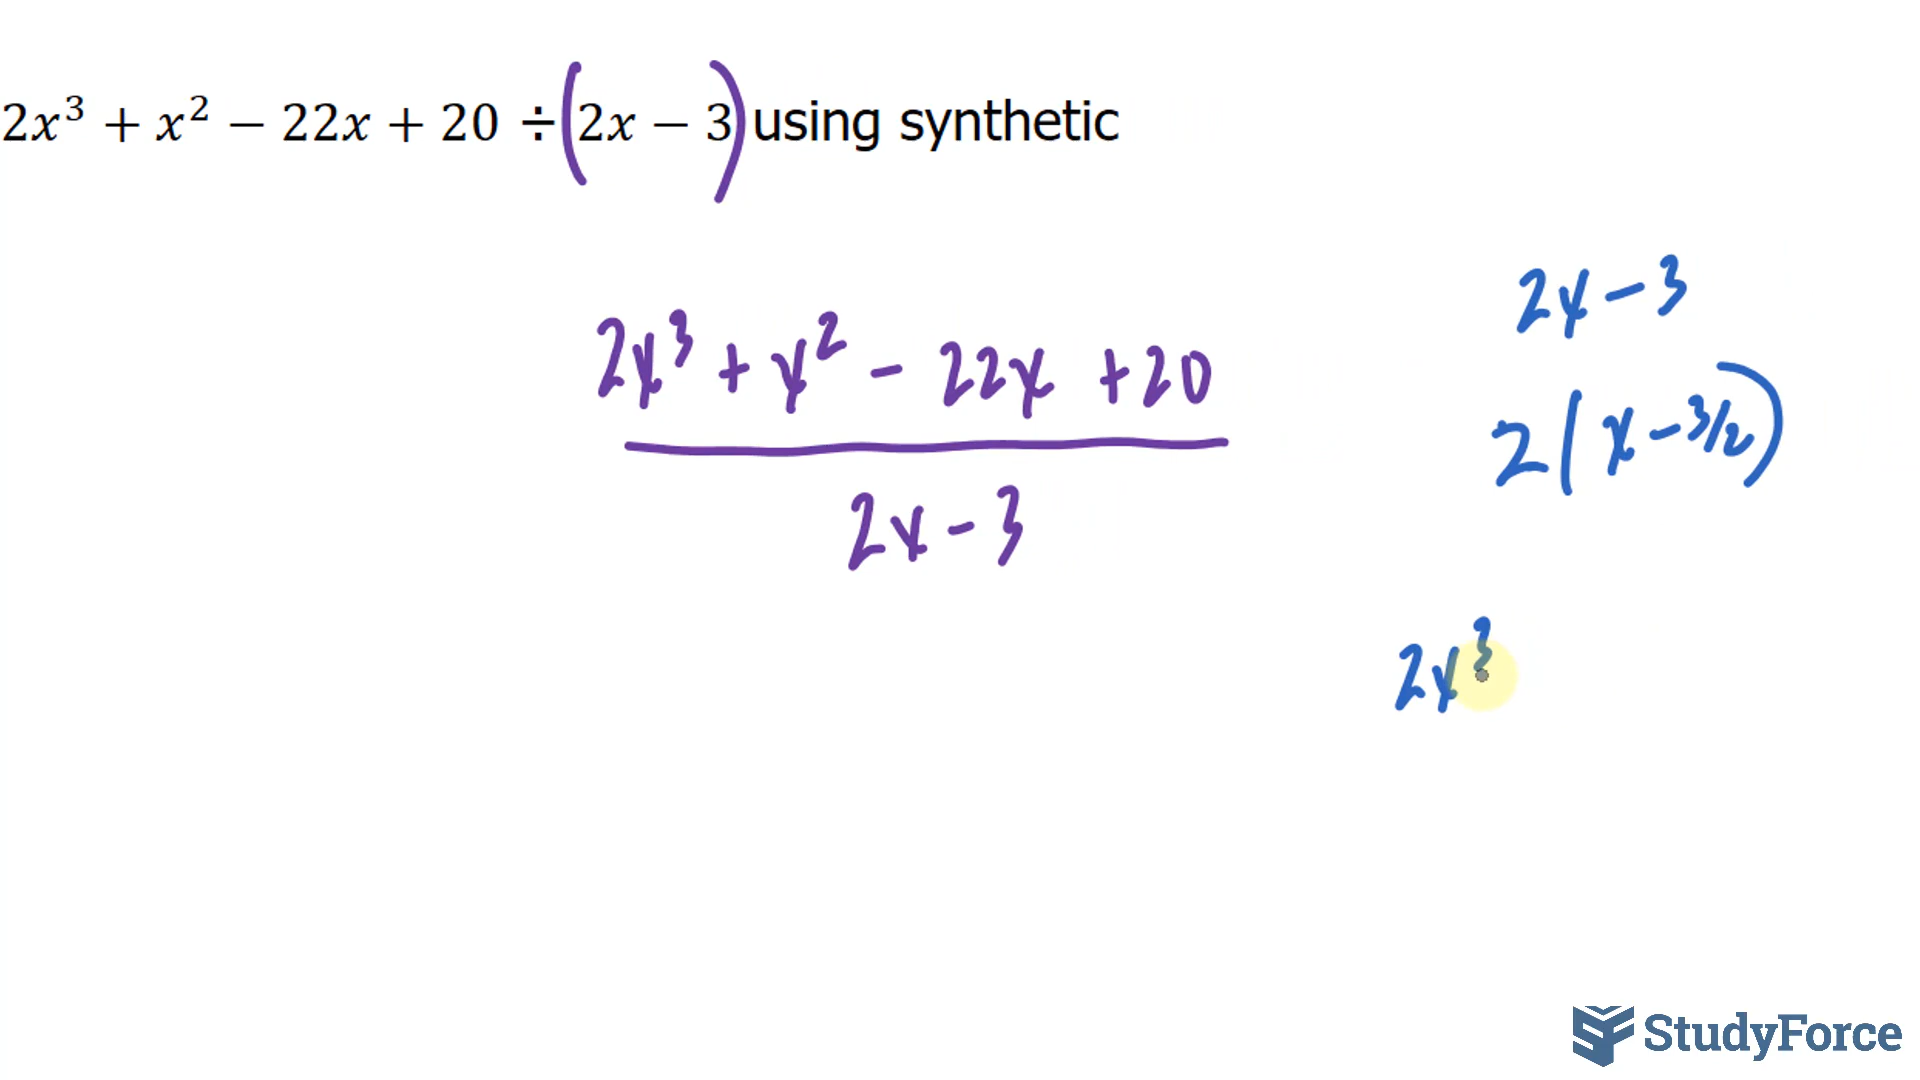 2x³ + x² − 22x + 20 ÷ (2x − 3) using synthetic
2x − 3
2x³ + x² − 22x + 20
2(x − 3/2)
2x − 3
2x³
StudyForce